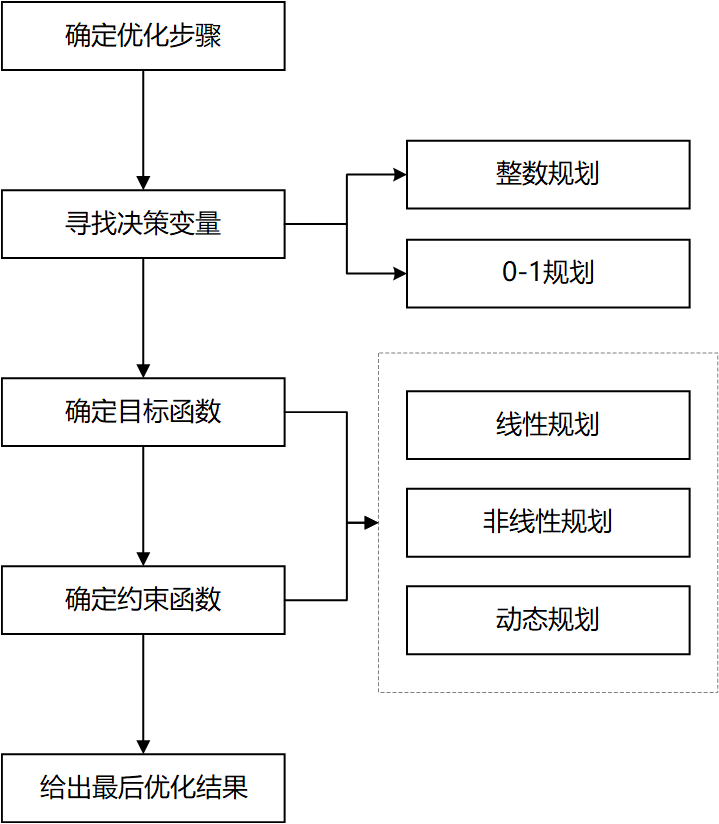 确定优化步骤
寻找决策变量
整数规划
0-1规划
确定目标函数
线性规划
非线性规划
确定约束函数
动态规划
给出最后优化结果